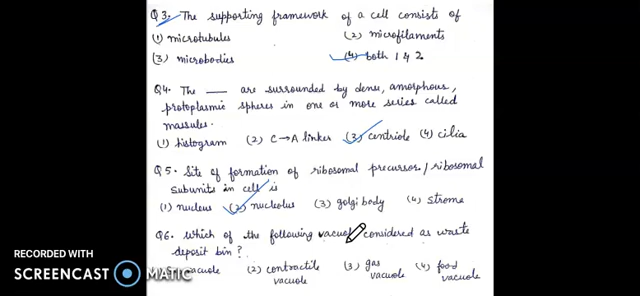 Q3. The supporting framework of a cell consists of
(1) microtubules (2) microfilaments
(3) microbodies (4) both 1 & 2
Q4. The ___ are surrounded by dense, amorphous,
protoplasmic spheres in one or more series called
massules.
(1) histogram (2) C→A linker (3) centriole (4) cilia
Q5. Site of formation of ribosomal precursor/ribosomal
subunits in cell is
(1) nucleus (2) nucleolus (3) golgi body (4) stroma
Q6. which of the following considered as waste
deposit bin?
(2) contractile (3) gas (4) food
vacuole vacuole vacuole
RECORDED WITH
SCREENCAST MATIC